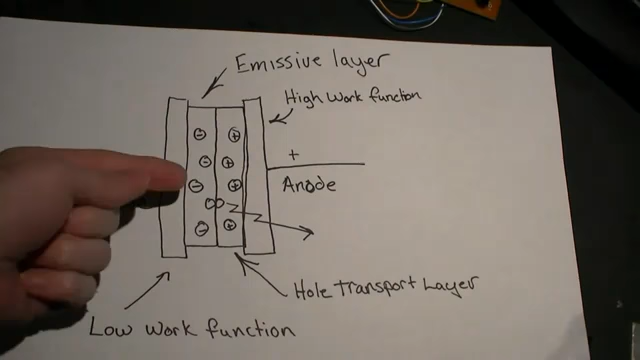 Emissive layer
High Work function
+
Anode
Hole Transport Layer
Low Work function